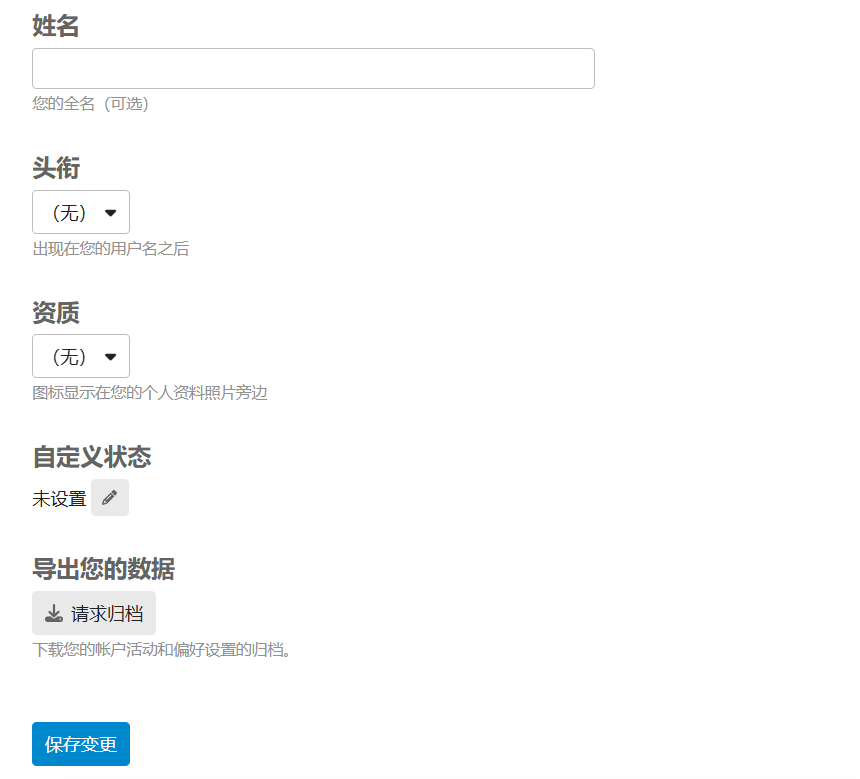 姓名
您的全名（可选）
头衔
（无）
出现在您的用户名之后
资质
（无）
图标显示在您的个人资料照片旁边
自定义状态
未设置
导出您的数据
请求归档
下载您的帐户活动和偏好设置的归档。
保存变更